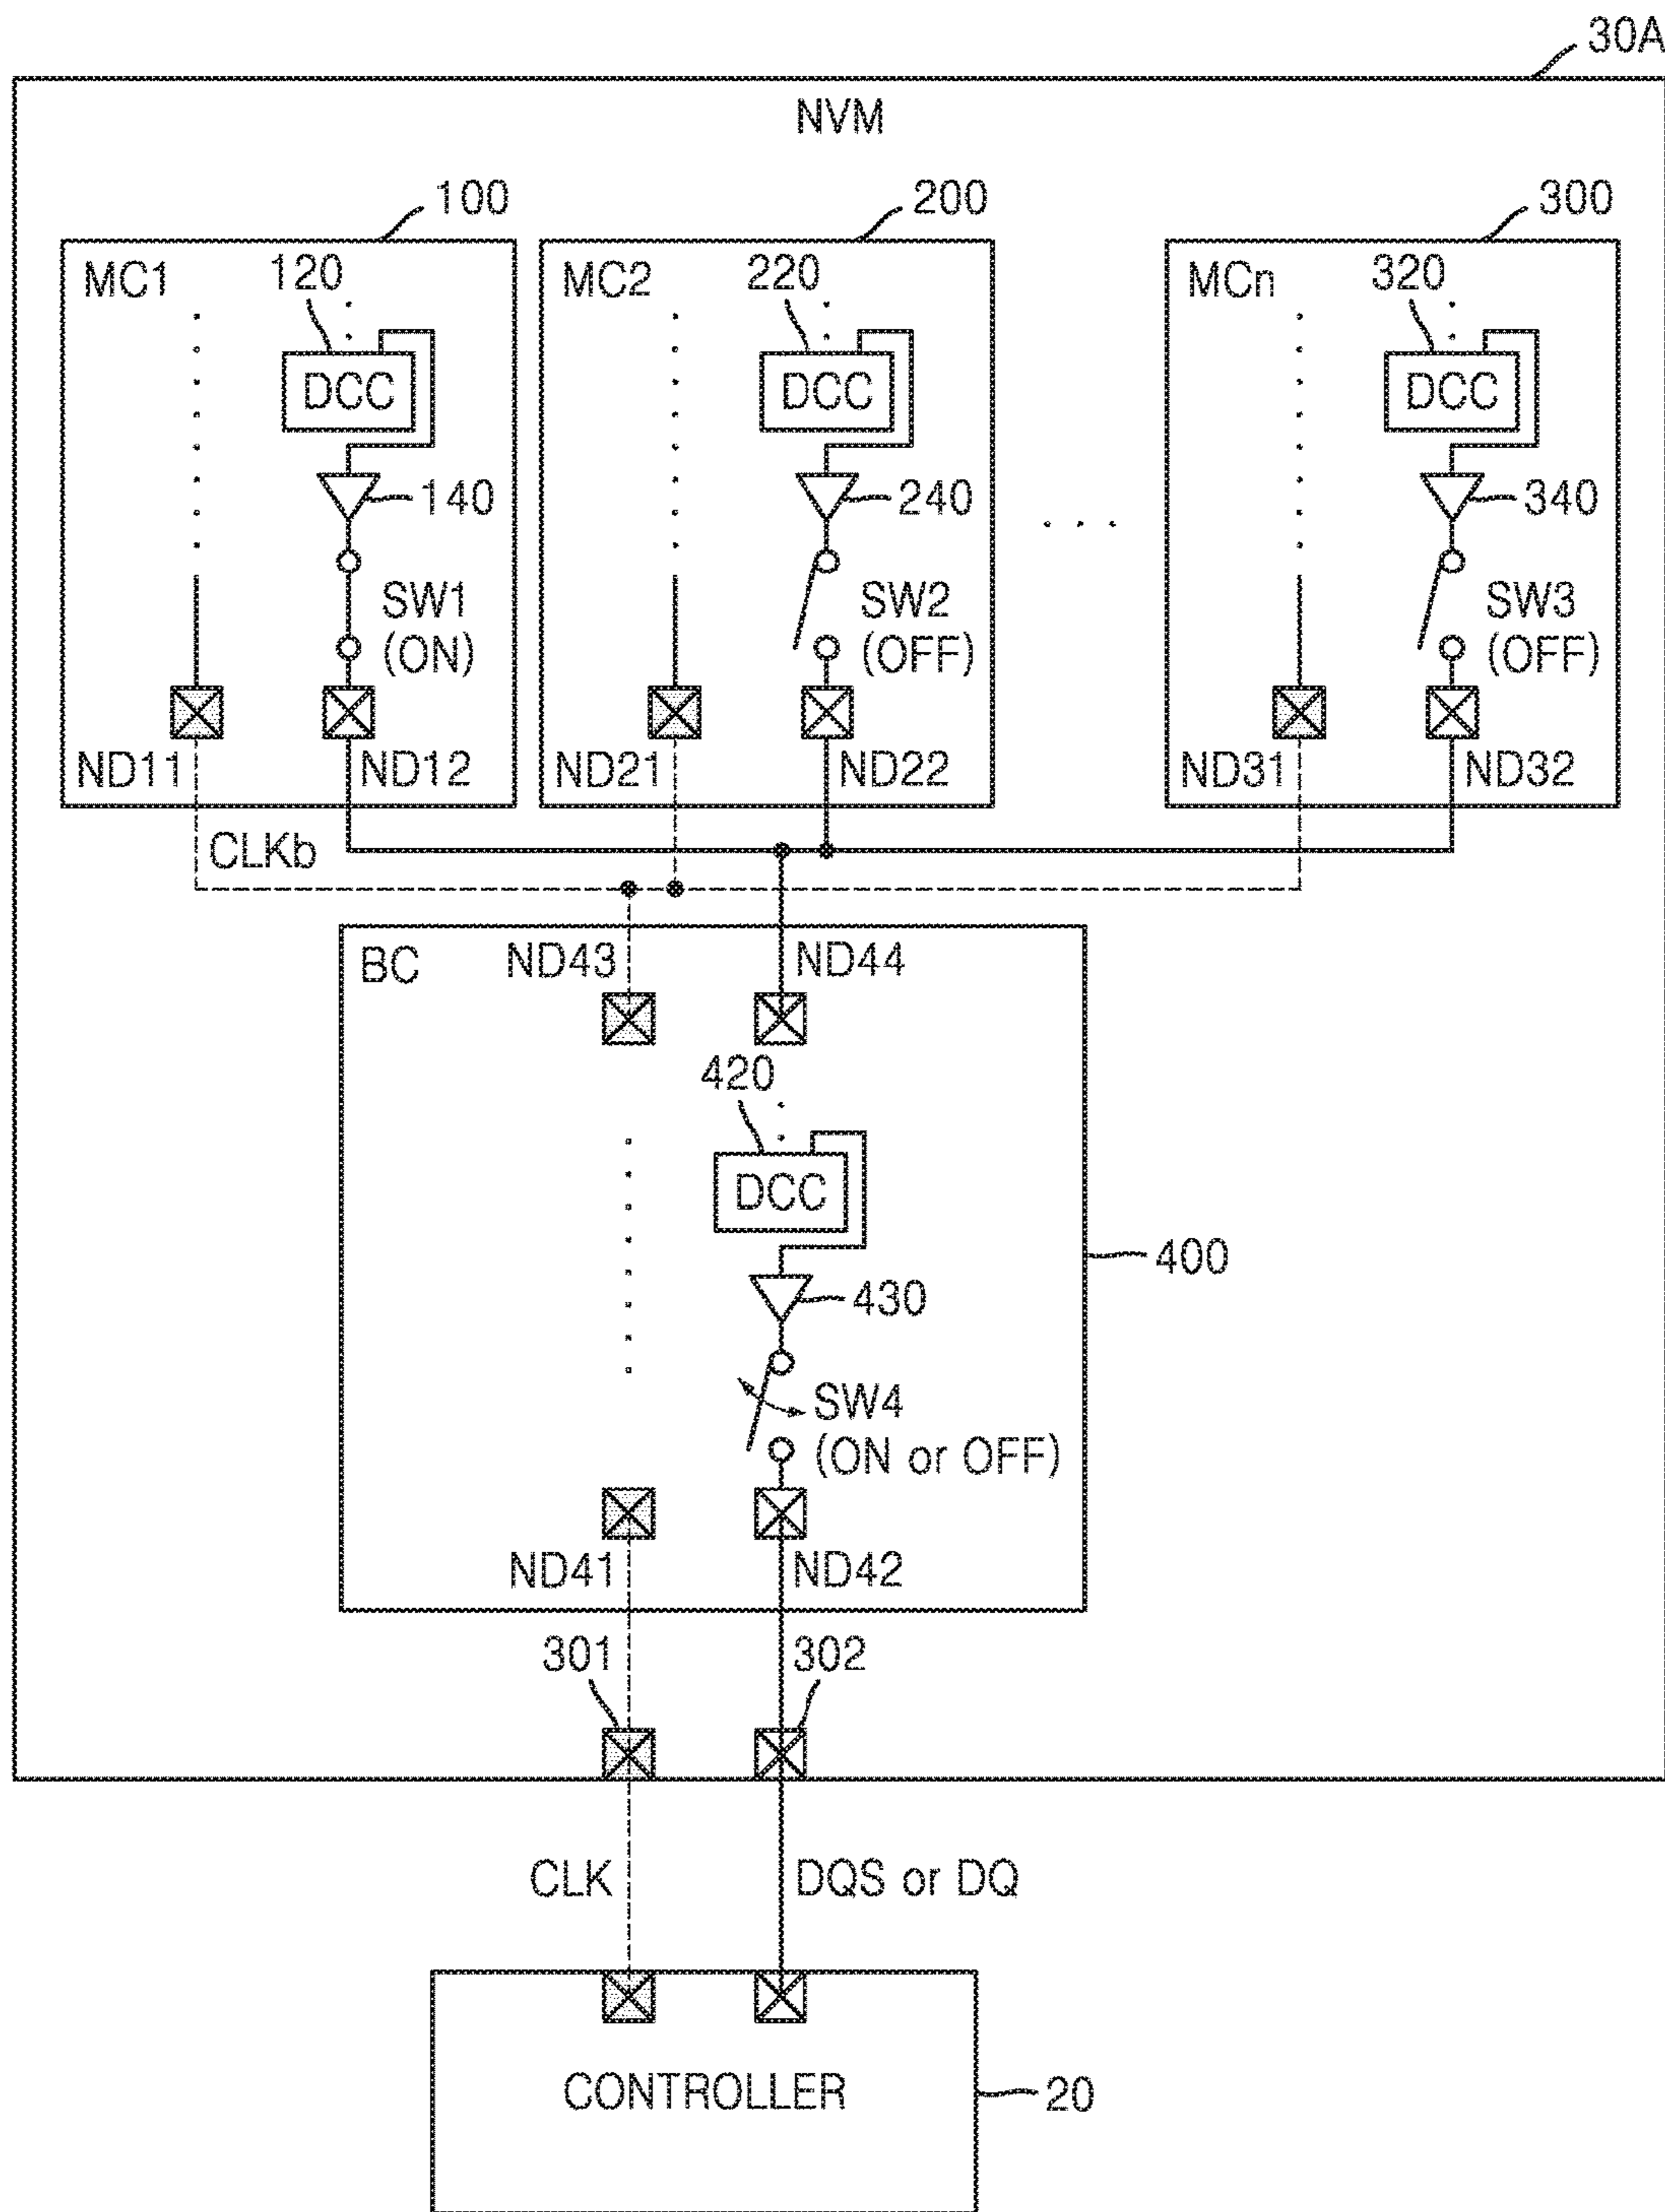 30A
NVM
100
200
300
MC1
120
MC2
220
MCn
320
DCC
DCC
DCC
140
240
340
. . .
SW1
(ON)
SW2
(OFF)
SW3
(OFF)
ND11
ND12
ND21
ND22
ND31
ND32
CLKb
BC
ND43
ND44
420
DCC
400
430
SW4
(ON or OFF)
ND41
ND42
301
302
CLK
DQS or DQ
CONTROLLER
20